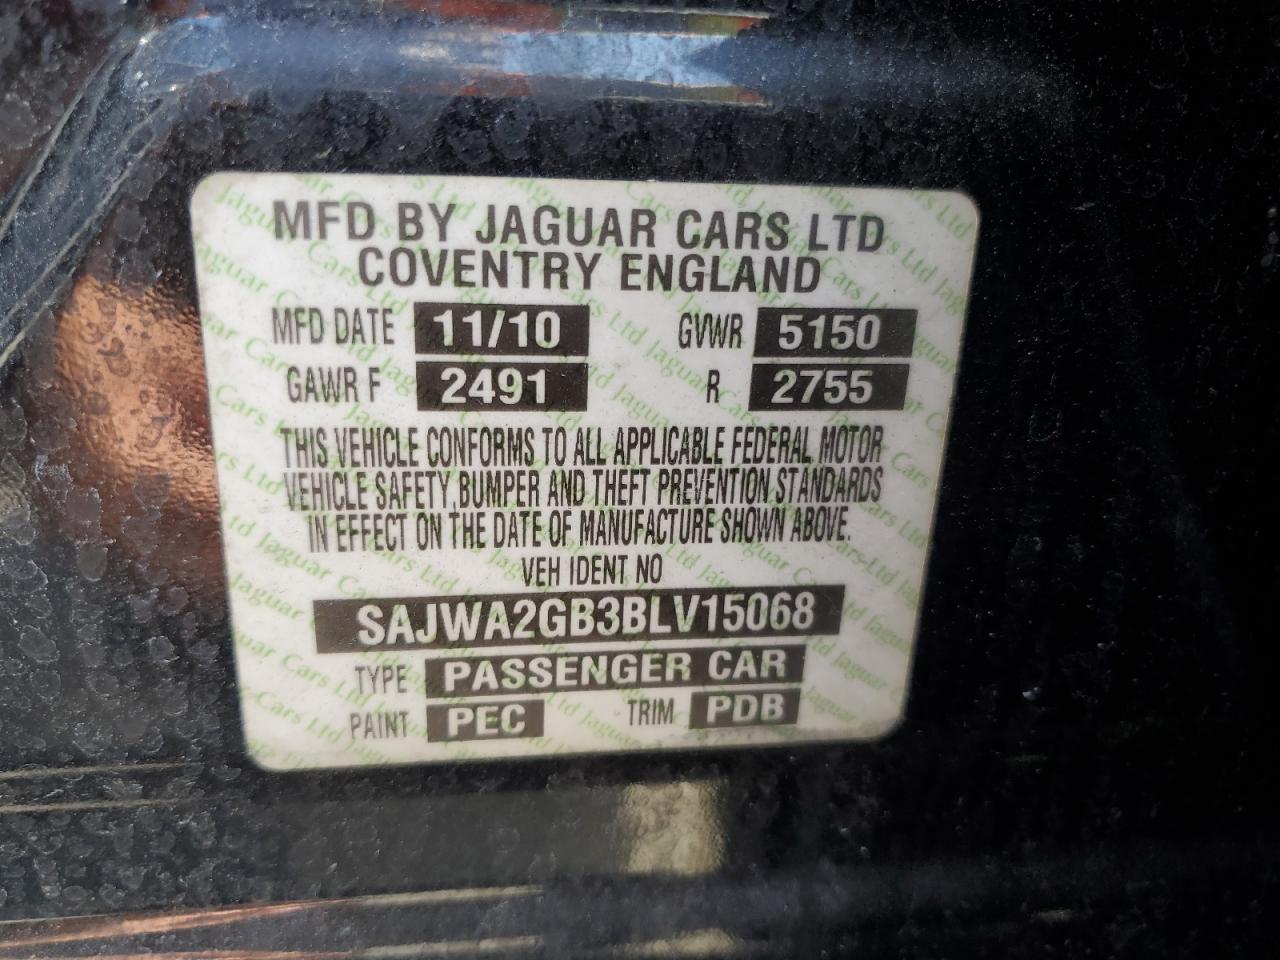 MFD BY JAGUAR CARS LTD
COVENTRY ENGLAND
MFD DATE 11/10 GVWR 5150
GAWR F 2491 R 2755
THIS VEHICLE CONFORMS TO ALL APPLICABLE FEDERAL MOTOR
VEHICLE SAFETY, BUMPER AND THEFT PREVENTION STANDARDS
IN EFFECT ON THE DATE OF MANUFACTURE SHOWN ABOVE.
VEH IDENT NO
SAJWA2GB3BLV15068
TYPE PASSENGER CAR
PAINT PEC TRIM PDB